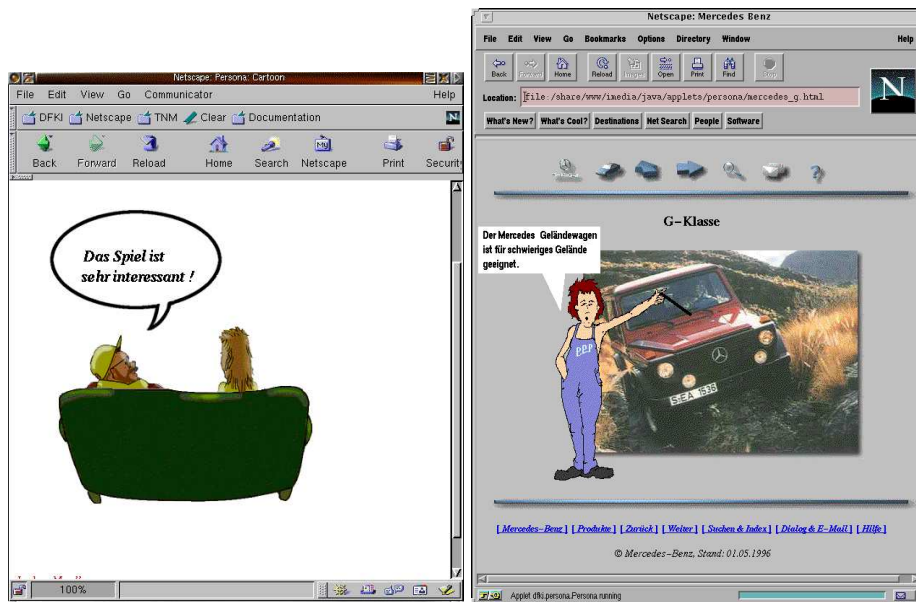 Netscape: Persona: Cartoon
File Edit View Go Communicator Help
DFKI Netscape TNM Clear Documentation N
My
Back Forward Reload Home Search Netscape Print Security
Das Spiel ist
sehr interessant !
100%
Netscape: Mercedes Benz
File Edit View Go Bookmarks Options Directory Window Help
Back Forward Home Reload Images Open Print Find Stop
Location: file:/share/www/imedia/java/applets/persona/mercedes_g.html
N
What's New? What's Cool? Destinations Net Search People Software
?
G-Klasse
Der Mercedes Geländewagen
ist für schwieriges Gelände
geeignet.
P.P.P
S:EA 1538
[ Mercedes-Benz ] [ Produkte ] [ Zurück ] [ Weiter ] [ Suchen & Index ] [ Dialog & E-Mail ] [ Hilfe ]
© Mercedes-Benz, Stand: 01.05.1996
Applet dfki.persona.Persona running